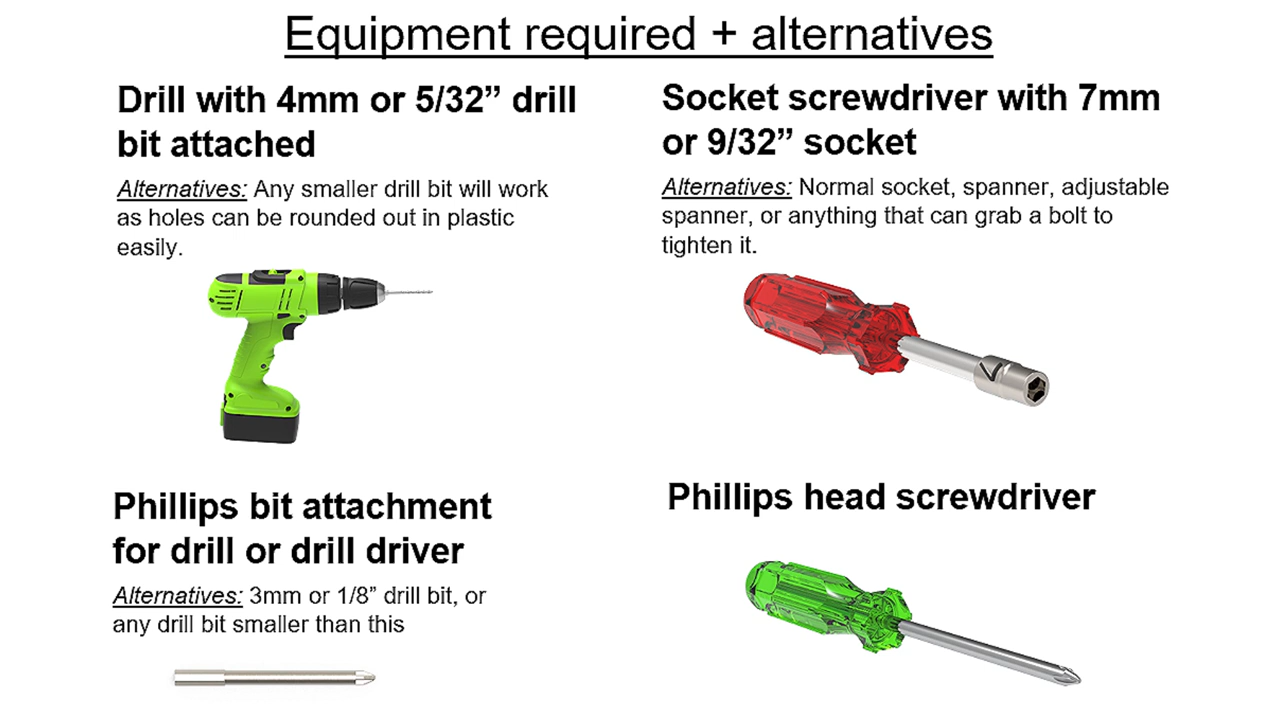 Equipment required + alternatives
Drill with 4mm or 5/32” drill
bit attached
Alternatives: Any smaller drill bit will work
as holes can be rounded out in plastic
easily.
Socket screwdriver with 7mm
or 9/32” socket
Alternatives: Normal socket, spanner, adjustable
spanner, or anything that can grab a bolt to
tighten it.
Phillips bit attachment
for drill or drill driver
Alternatives: 3mm or 1/8” drill bit, or
any drill bit smaller than this
Phillips head screwdriver